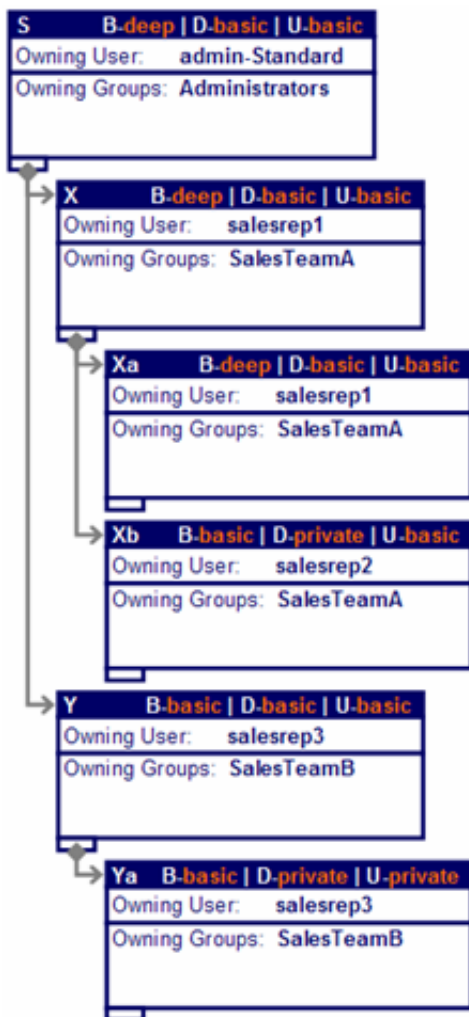 S B-deep | D-basic | U-basic
Owning User: admin-Standard
Owning Groups: Administrators
X B-deep | D-basic | U-basic
Owning User: salesrep1
Owning Groups: SalesTeamA
Xa B-deep | D-basic | U-basic
Owning User: salesrep1
Owning Groups: SalesTeamA
Xb B-basic | D-private | U-basic
Owning User: salesrep2
Owning Groups: SalesTeamA
Y B-basic | D-basic | U-basic
Owning User: salesrep3
Owning Groups: SalesTeamB
Ya B-basic | D-private | U-private
Owning User: salesrep3
Owning Groups: SalesTeamB